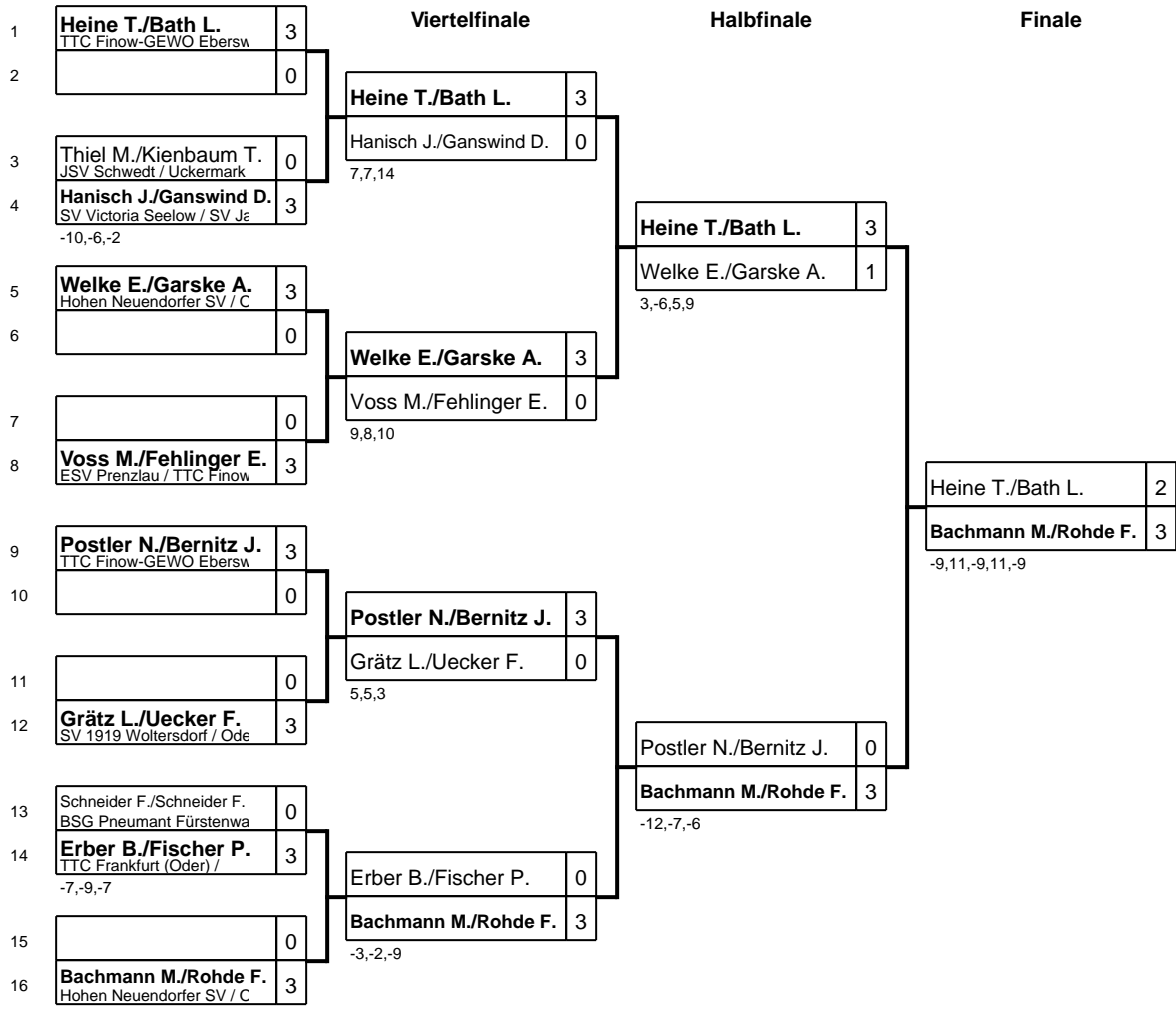 Viertelfinale
Halbfinale
Finale
1
Heine T./Bath L.
3
TTC Finow-GEWO Ebersw
2
0
3
Thiel M./Kienbaum T.
0
JSV Schwedt / Uckermark
4
Hanisch J./Ganswind D.
3
SV Victoria Seelow / SV Ja
-10,-6,-2
5
Welke E./Garske A.
3
Hohen Neuendorfer SV / C
6
0
7
0
8
Voss M./Fehlinger E.
3
ESV Prenzlau / TTC Finow
9
Postler N./Bernitz J.
3
TTC Finow-GEWO Ebersw
10
0
11
0
12
Grätz L./Uecker F.
3
SV 1919 Woltersdorf / Ode
13
Schneider F./Schneider F.
0
BSG Pneumant Fürstenwa
14
Erber B./Fischer P.
3
TTC Frankfurt (Oder) /
-7,-9,-7
15
0
16
Bachmann M./Rohde F.
3
Hohen Neuendorfer SV / C
Heine T./Bath L.
3
Hanisch J./Ganswind D.
0
7,7,14
Welke E./Garske A.
3
Voss M./Fehlinger E.
0
9,8,10
Postler N./Bernitz J.
3
Grätz L./Uecker F.
0
5,5,3
Erber B./Fischer P.
0
Bachmann M./Rohde F.
3
-3,-2,-9
Heine T./Bath L.
3
Welke E./Garske A.
1
3,-6,5,9
Postler N./Bernitz J.
0
Bachmann M./Rohde F.
3
-12,-7,-6
Heine T./Bath L.
2
Bachmann M./Rohde F.
3
-9,11,-9,11,-9